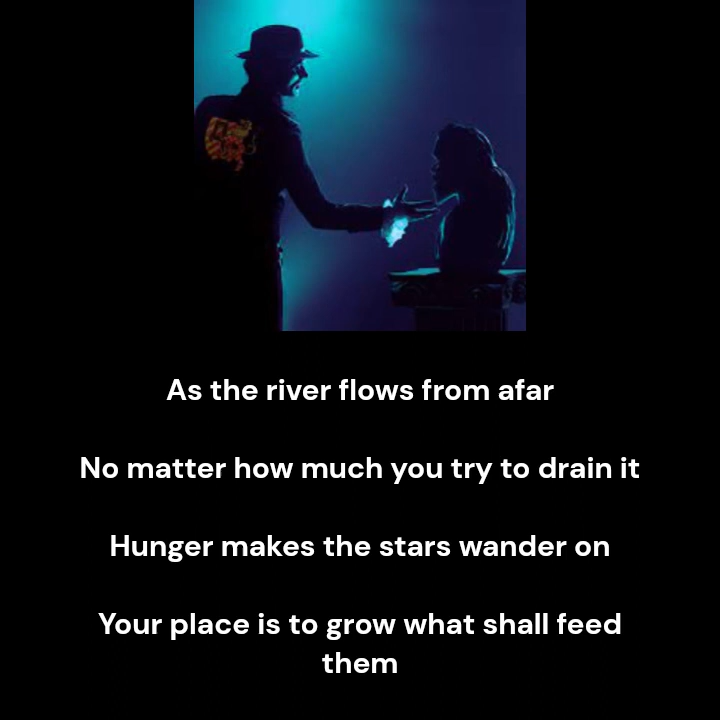 As the river flows from afar
No matter how much you try to drain it
Hunger makes the stars wander on
Your place is to grow what shall feed
them